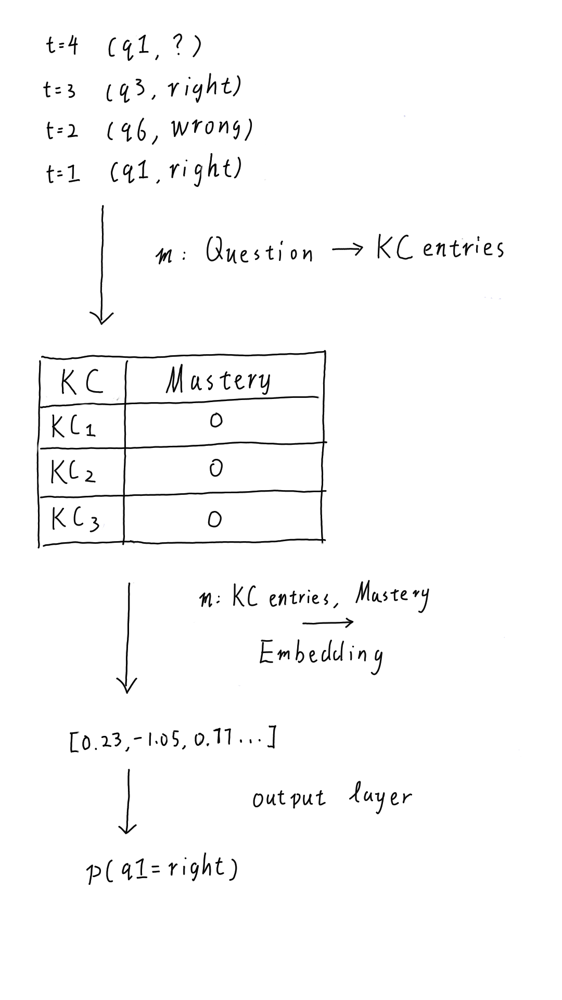 t=4 (q1, ?)
t=3 (q3, right)
t=2 (q6, wrong)
t=1 (q1, right)
m: Question → KC entries
KC Mastery
KC1 0
KC2 0
KC3 0
m: KC entries, Mastery
→
Embedding
[0.23, -1.05, 0.77...]
output layer
p(q1=right)